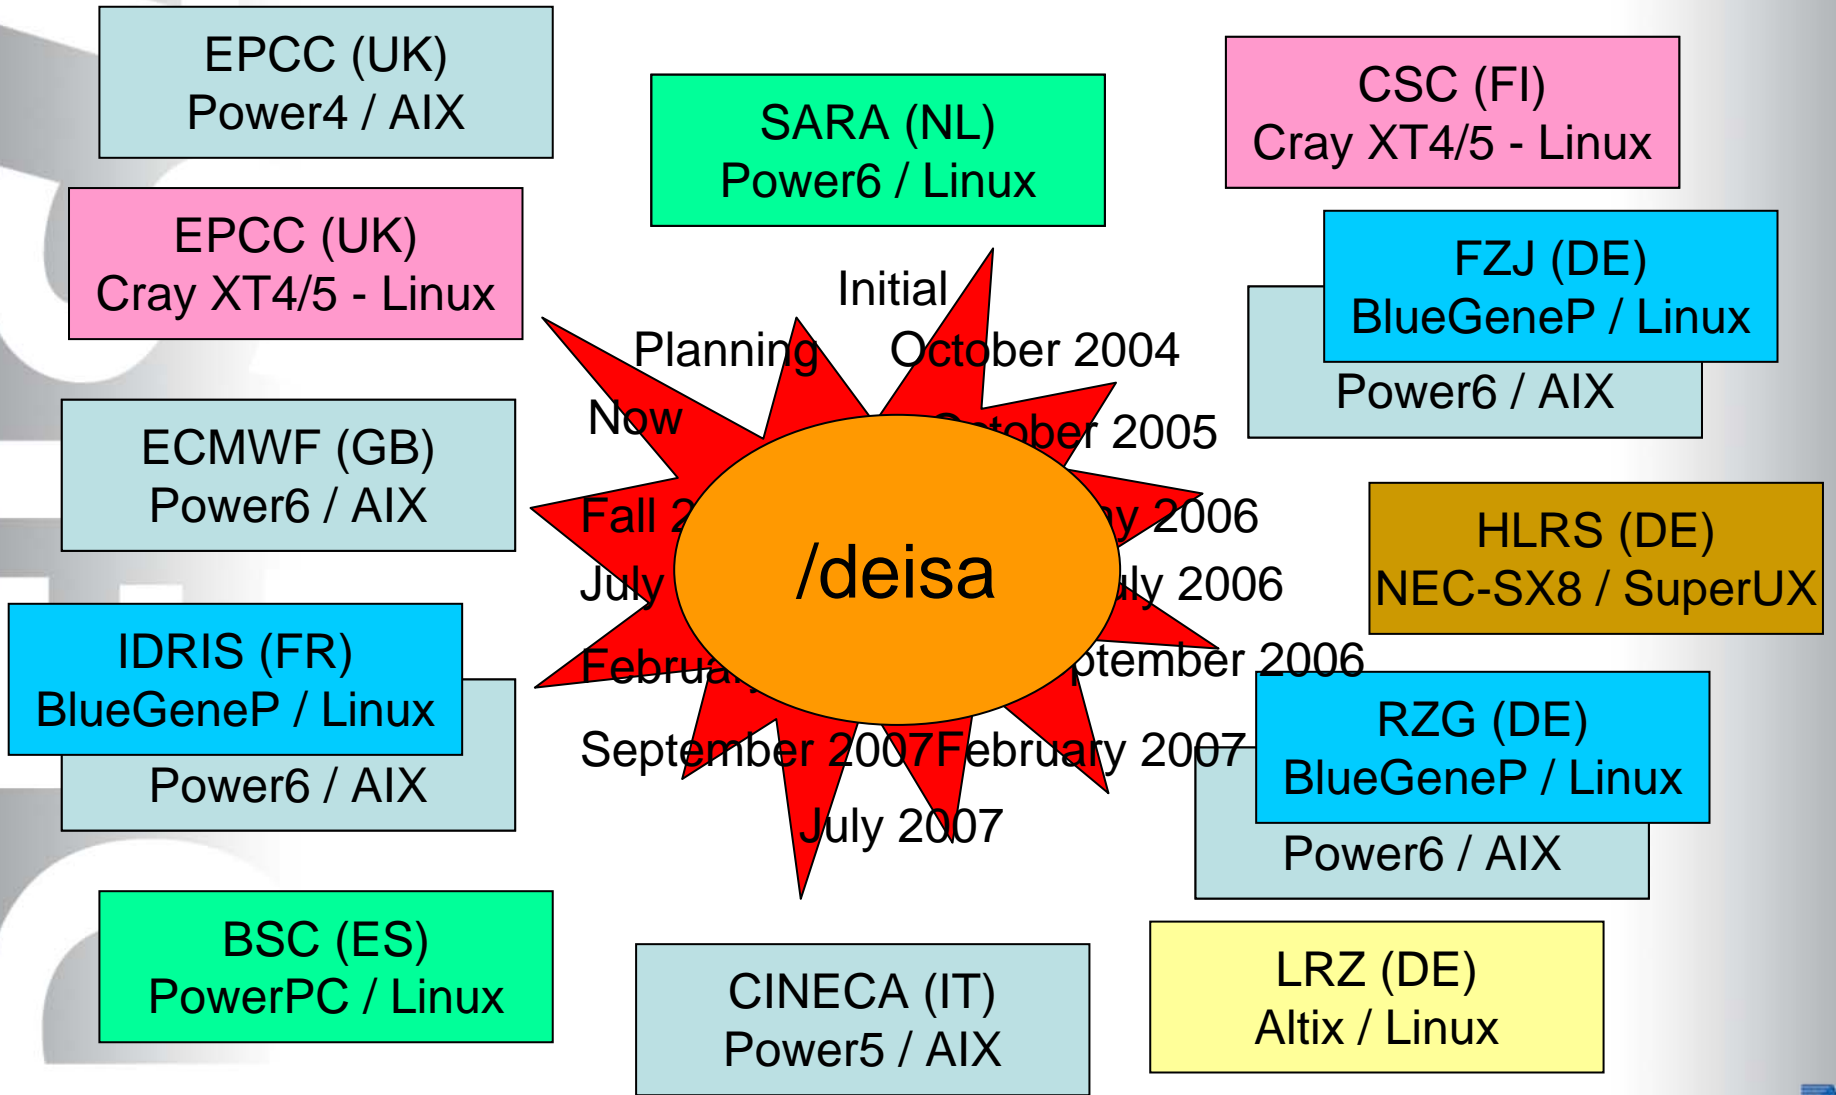 EPCC (UK)
Power4 / AIX
SARA (NL)
Power6 / Linux
CSC (FI)
Cray XT4/5 - Linux
EPCC (UK)
Cray XT4/5 - Linux
FZJ (DE)
BlueGeneP / Linux
Power6 / AIX
Initial
Planning
October 2004
Now
2005
ECMWF (GB)
Power6 / AIX
Fall
2006
July
2006
/deisa
HLRS (DE)
NEC-SX8 / SuperUX
IDRIS (FR)
BlueGeneP / Linux
Power6 / AIX
2006
September 2007
February 2007
July 2007
RZG (DE)
BlueGeneP / Linux
Power6 / AIX
BSC (ES)
PowerPC / Linux
CINECA (IT)
Power5 / AIX
LRZ (DE)
Altix / Linux